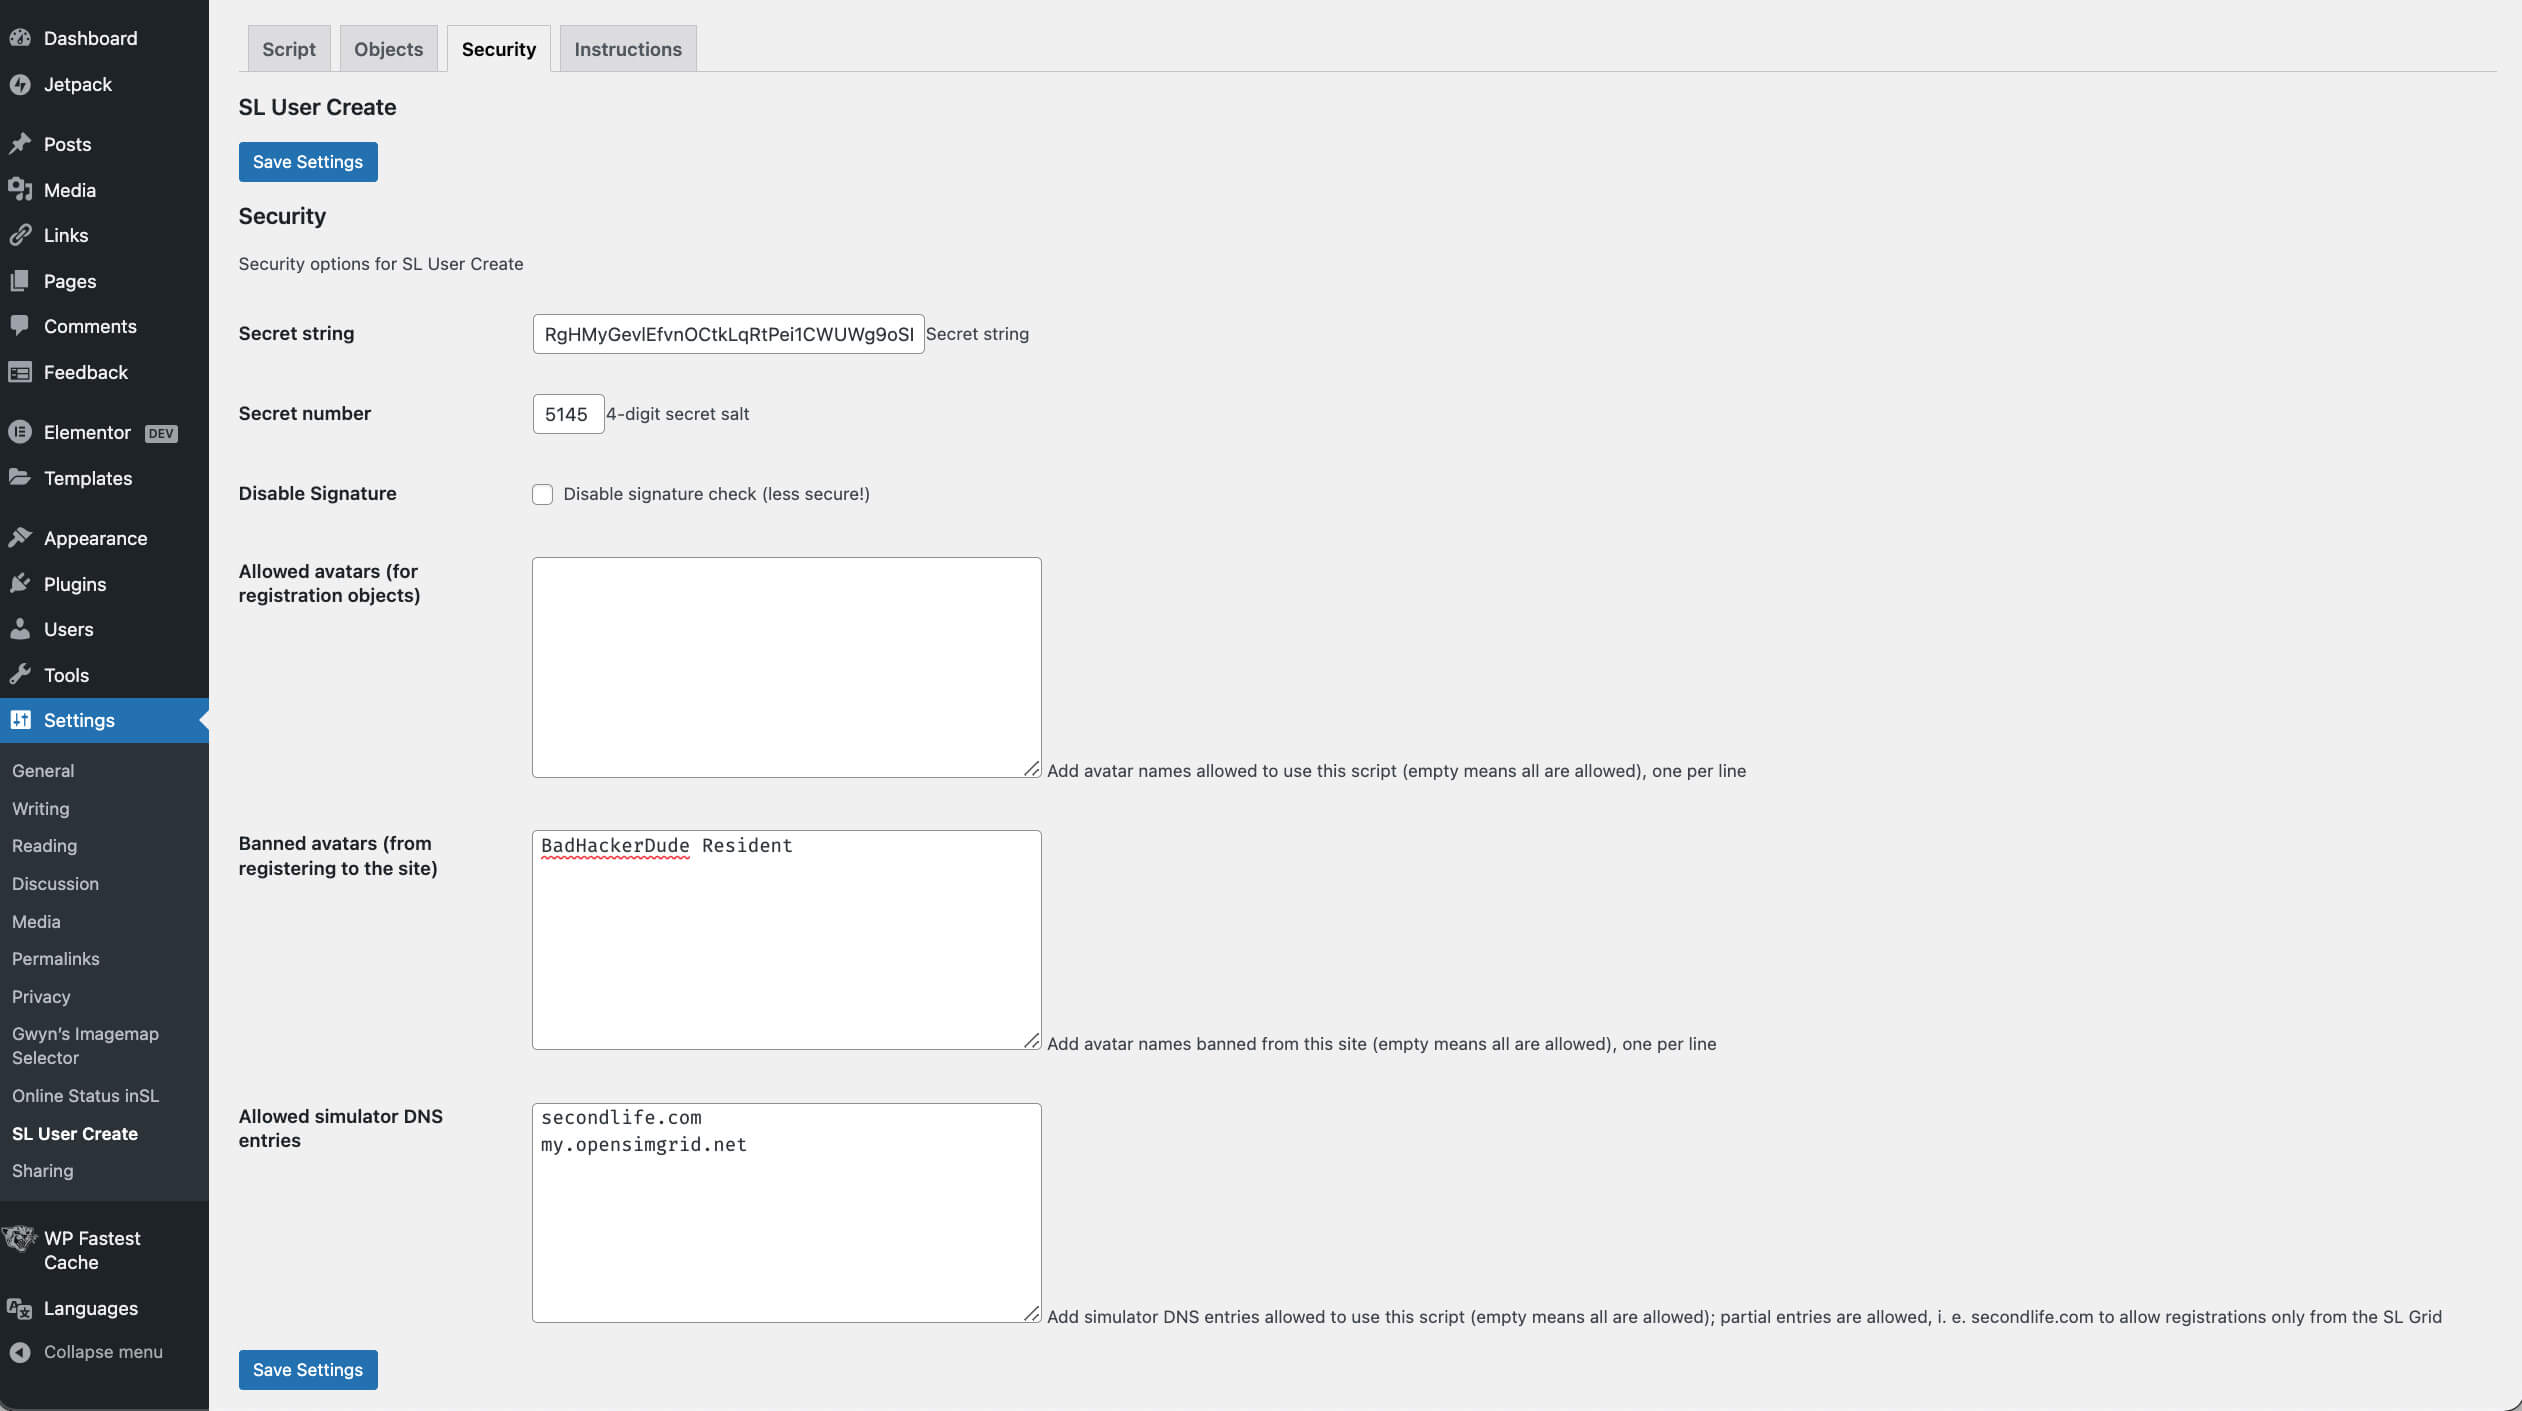 Dashboard
Jetpack
Posts
Media
Links
Pages
Comments
Feedback
Elementor DEV
Templates
Appearance
Plugins
Users
Tools
Settings
General
Writing
Reading
Discussion
Media
Permalinks
Privacy
Gwyn's Imagemap
Selector
Online Status inSL
SL User Create
Sharing
WP Fastest
Cache
Languages
Collapse menu
Script
Objects
Security
Instructions
SL User Create
Save Settings
Security
Security options for SL User Create
Secret string
RgHMyGevlEfvnOCtkLqRtPei1CWUWg9oSI Secret string
Secret number
5145 4-digit secret salt
Disable Signature
Disable signature check (less secure!)
Allowed avatars (for
registration objects)
Add avatar names allowed to use this script (empty means all are allowed), one per line
Banned avatars (from
registering to the site)
BadHackerDude Resident
Add avatar names banned from this site (empty means all are allowed), one per line
Allowed simulator DNS
entries
secondlife.com
my.opensimgrid.net
Add simulator DNS entries allowed to use this script (empty means all are allowed); partial entries are allowed, i. e. secondlife.com to allow registrations only from the SL Grid
Save Settings